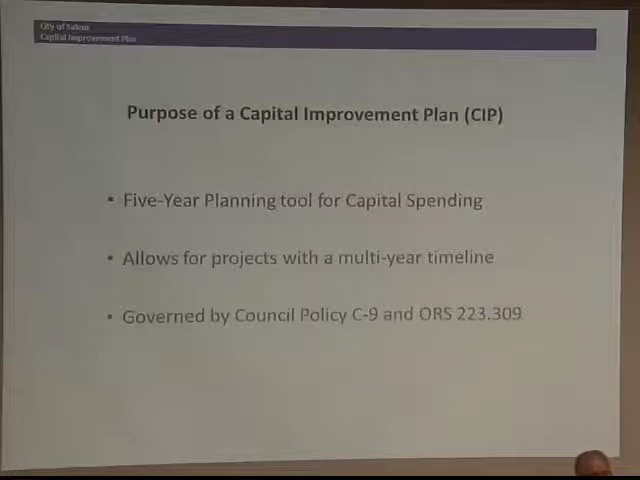 City of Salem
Capital Improvement Plan
Purpose of a Capital Improvement Plan (CIP)
• Five-Year Planning tool for Capital Spending
• Allows for projects with a multi-year timeline
• Governed by Council Policy C-9 and ORS 223.309